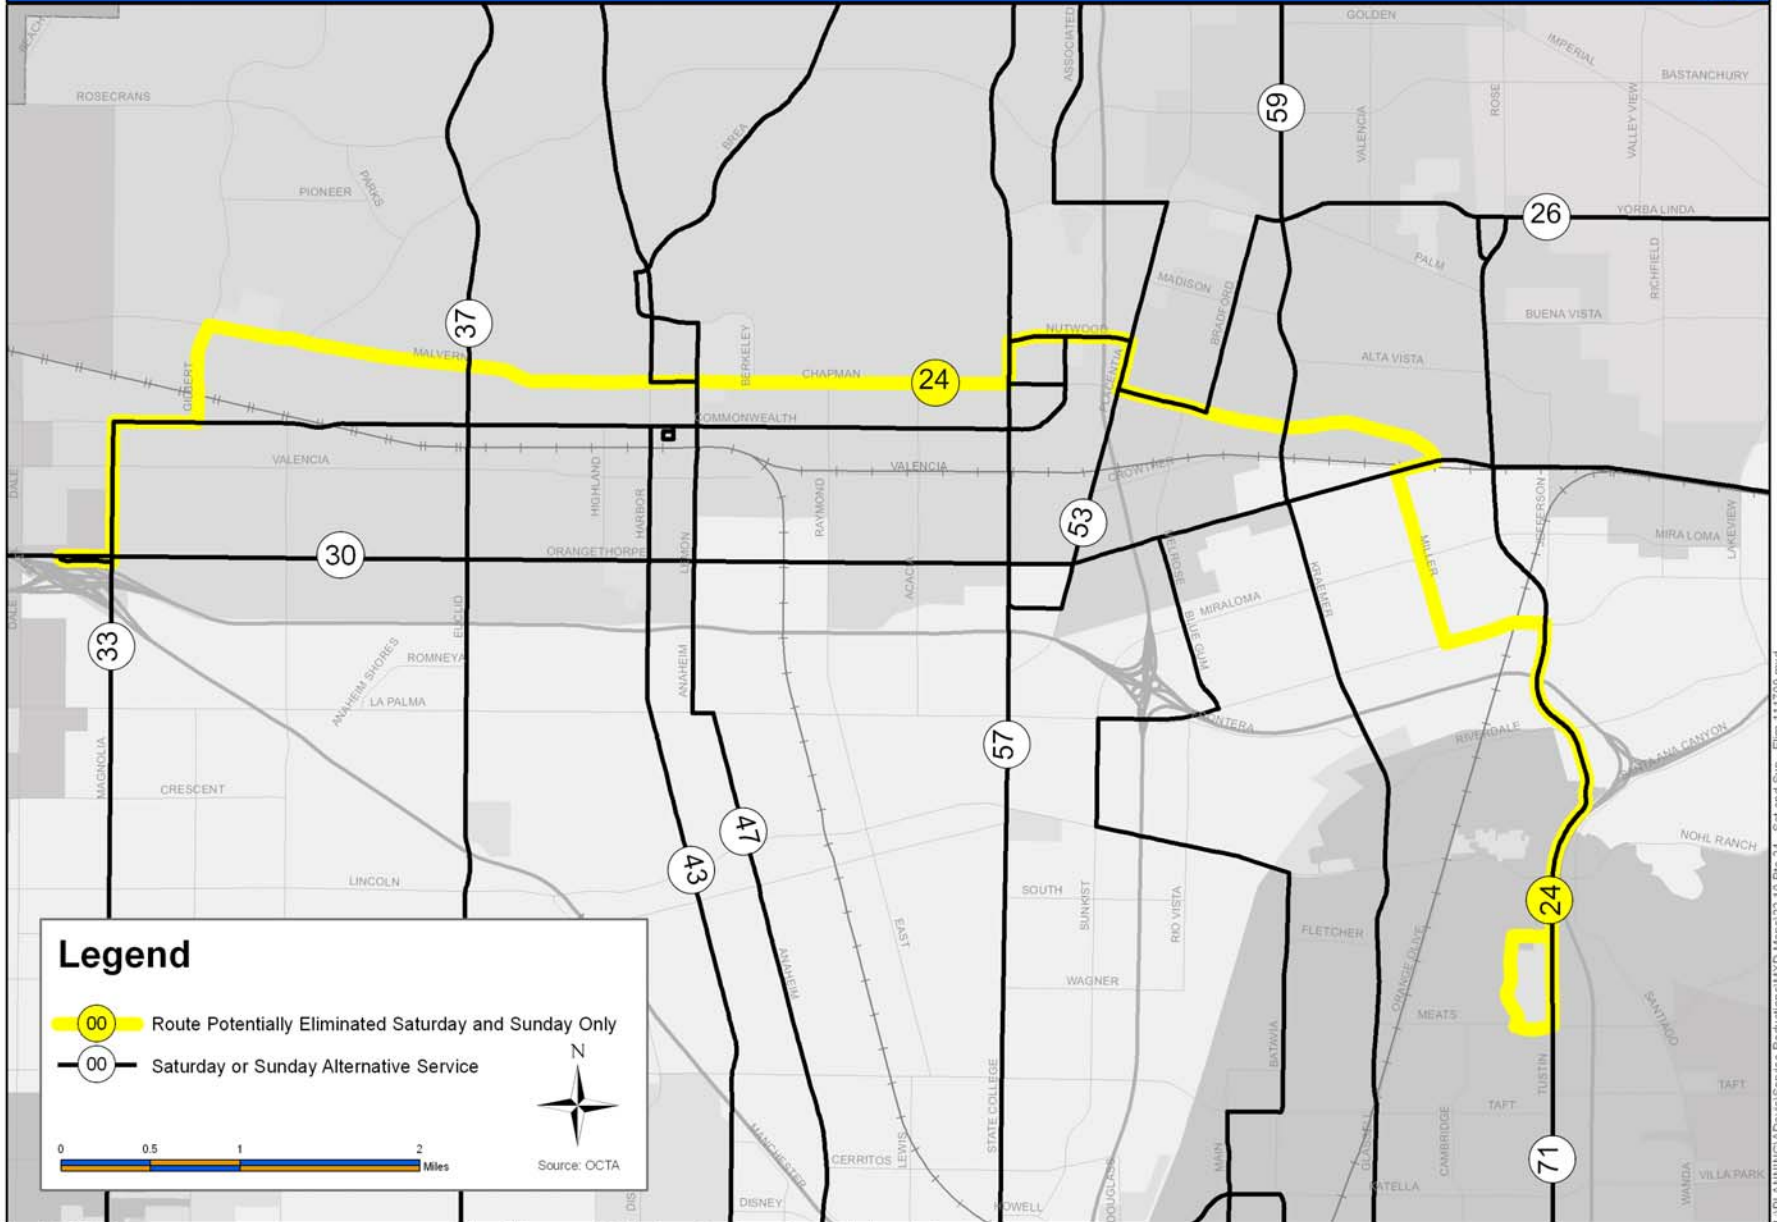 BEACH
ROSECRANS
PIONEER
PARKS
BREA
ASSOCIATED
GOLDEN
IMPERIAL
BASTANCHURY
ROSE
VALLEY VIEW
VALENCIA
59
26
YORBA LINDA
RICHFIELD
PALM
MADISON
BRADFORD
BUENA VISTA
ALTA VISTA
37
MALVERN
GILBERT
BERKELEY
CHAPMAN
24
NUTWOOD
PLACENTIA
COMMONWEALTH
VALENCIA
HIGHLAND
HARBOR
VALENCIA
RAYMOND
CROWTHER
53
DALE
30
ORANGETHORPE
LEMON
ACACIA
MELROSE
MILLER
JEFFERSON
MIRA LOMA
LAKEVIEW
DALE
33
EUCLID
ROMNEYA
ANAHEIM SHORES
LA PALMA
ANAHEIM
MIRALOMA
BLUE GUM
KRAEMER
FRONTERA
RIVERDALE
SANTA ANA CANYON
57
MAGNOLIA
CRESCENT
47
43
LINCOLN
NOHL RANCH
SOUTH
SUNKIST
RIO VISTA
EAST
ANAHEIM
WAGNER
FLETCHER
ORANGE OLIVE
24
MEATS
SANTIAGO
BATAVIA
TUSTIN
TAFT
TAFT
STATE COLLEGE
MANCHESTER
CERRITOS
LEWIS
DISNEY
HOWELL
DOUGLASS
MAIN
GLASSELL
CAMBRIDGE
KATELLA
71
WANDA
VILLA PARK
Legend
00 Route Potentially Eliminated Saturday and Sunday Only
00 Saturday or Sunday Alternative Service
N
0 0.5 1 2
Miles
Source: OCTA
DIS